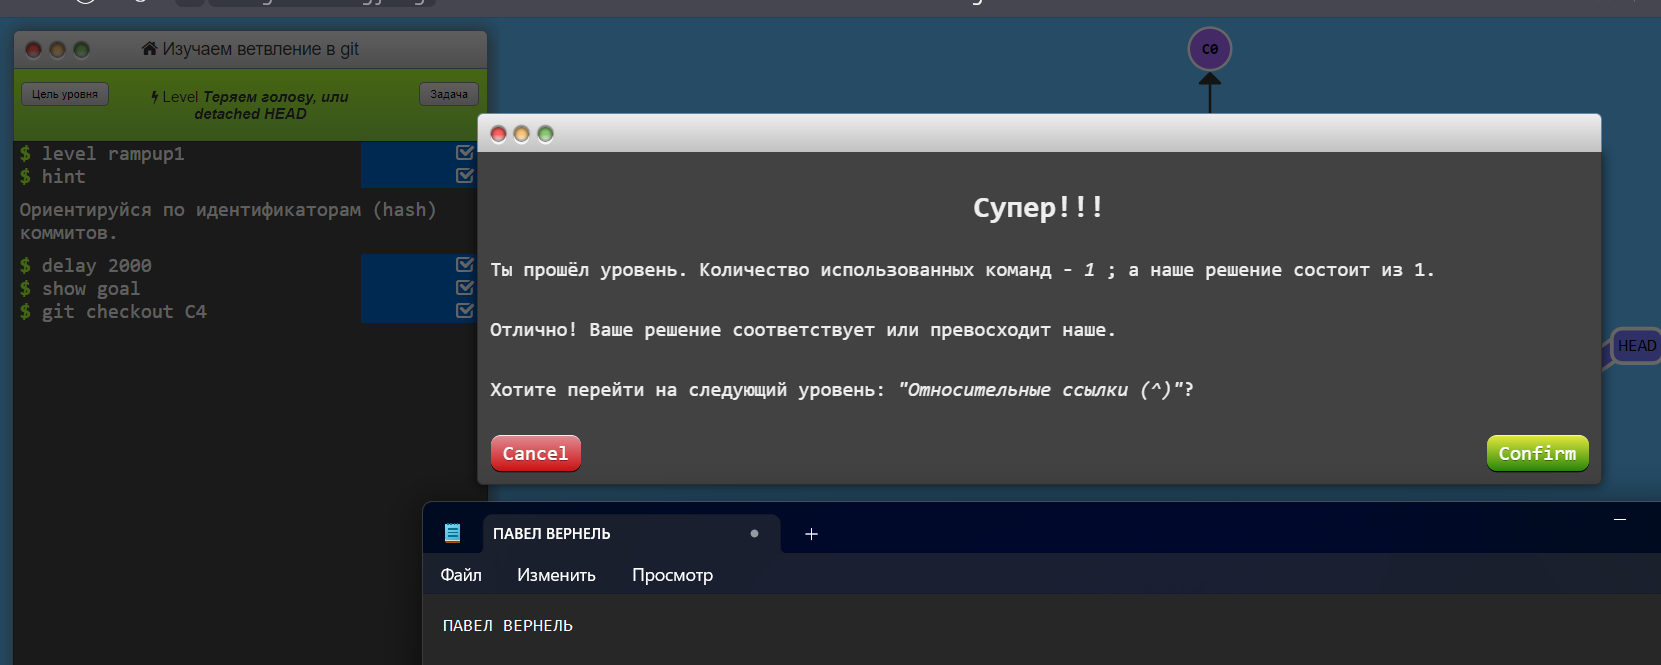 Изучаем ветвление в git
Цель уровня
Level Теряем голову, или
detached HEAD
Задача
$ level rampup1
$ hint
Ориентируйся по идентификаторам (hash)
коммитов.
$ delay 2000
$ show goal
$ git checkout C4
C0
Супер!!!
Ты прошёл уровень. Количество использованных команд - 1 ; а наше решение состоит из 1.
Отлично! Ваше решение соответствует или превосходит наше.
Хотите перейти на следующий уровень: "Относительные ссылки (^)"?
Cancel
Confirm
HEAD
ПАВЕЛ ВЕРНЕЛЬ
Файл
Изменить
Просмотр
ПАВЕЛ ВЕРНЕЛЬ